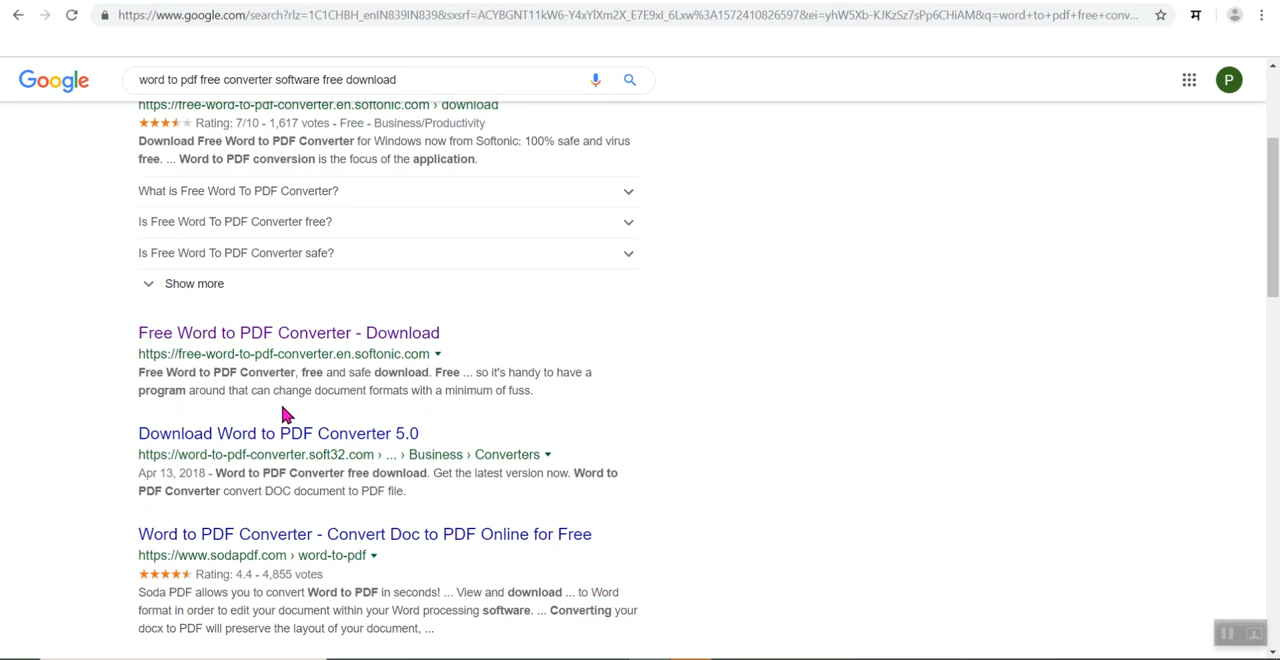 https://www.google.com/search?rlz=1C1CHBH_enIN839IN839&sxsrf=ACYBGNT11kW6-Y4xYlXm2X_E7E9xI_6Lxw%3A1572410826597&ei=yhW5Xb-KJKzSz7sPp6CHiAM&q=word+to+pdf+free+conv...
म
Google
word to pdf free converter software free download
P
https://free-word-to-pdf-converter.en.softonic.com › download
Rating: 7/10 - 1,617 votes - Free - Business/Productivity
Download Free Word to PDF Converter for Windows now from Softonic: 100% safe and virus
free. ... Word to PDF conversion is the focus of the application.
What is Free Word To PDF Converter?
Is Free Word To PDF Converter free?
Is Free Word To PDF Converter safe?
Show more
Free Word to PDF Converter - Download
https://free-word-to-pdf-converter.en.softonic.com
Free Word to PDF Converter, free and safe download. Free ... so it's handy to have a
program around that can change document formats with a minimum of fuss.
Download Word to PDF Converter 5.0
https://word-to-pdf-converter.soft32.com › ... › Business › Converters
Apr 13, 2018 - Word to PDF Converter free download. Get the latest version now. Word to
PDF Converter convert DOC document to PDF file.
Word to PDF Converter - Convert Doc to PDF Online for Free
https://www.sodapdf.com › word-to-pdf
Rating: 4.4 - 4,855 votes
Soda PDF allows you to convert Word to PDF in seconds! ... View and download ... to Word
format in order to edit your document within your Word processing software. ... Converting your
docx to PDF will preserve the layout of your document, ...